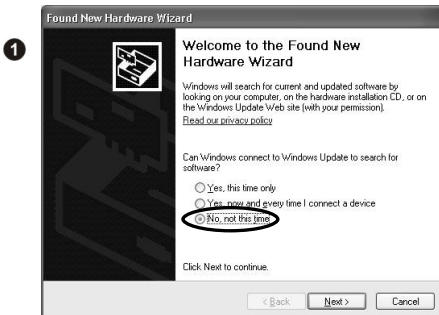 Found New Hardware Wizard
1
Welcome to the Found New
Hardware Wizard
Windows will search for current and updated software by
looking on your computer, on the hardware installation CD, or on
the Windows Update Web site (with your permission).
Read our privacy policy
Can Windows connect to Windows Update to search for
software?
Yes, this time only
Yes, now and every time I connect a device
No, not this time
Click Next to continue.
< Back
Next >
Cancel